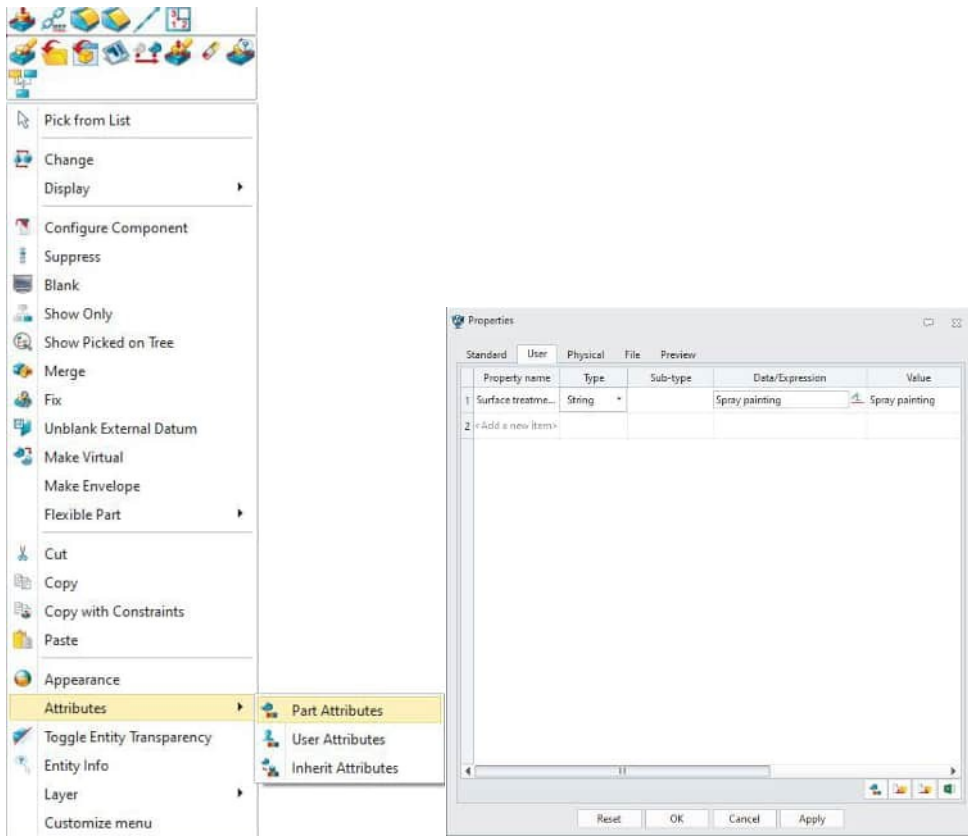 Pick from List
Change
Display
Configure Component
Suppress
Blank
Show Only
Show Picked on Tree
Merge
Fix
Unblank External Datum
Make Virtual
Make Envelope
Flexible Part
Cut
Copy
Copy with Constraints
Paste
Appearance
Attributes
Toggle Entity Transparency
Entity Info
Layer
Customize menu
Part Attributes
User Attributes
Inherit Attributes
Properties
Standard User Physical File Preview
Property name Type Sub-type Data/Expression Value
1 Surface treatme... String Spray painting Spray painting
2 <Add a new item>
Reset OK Cancel Apply